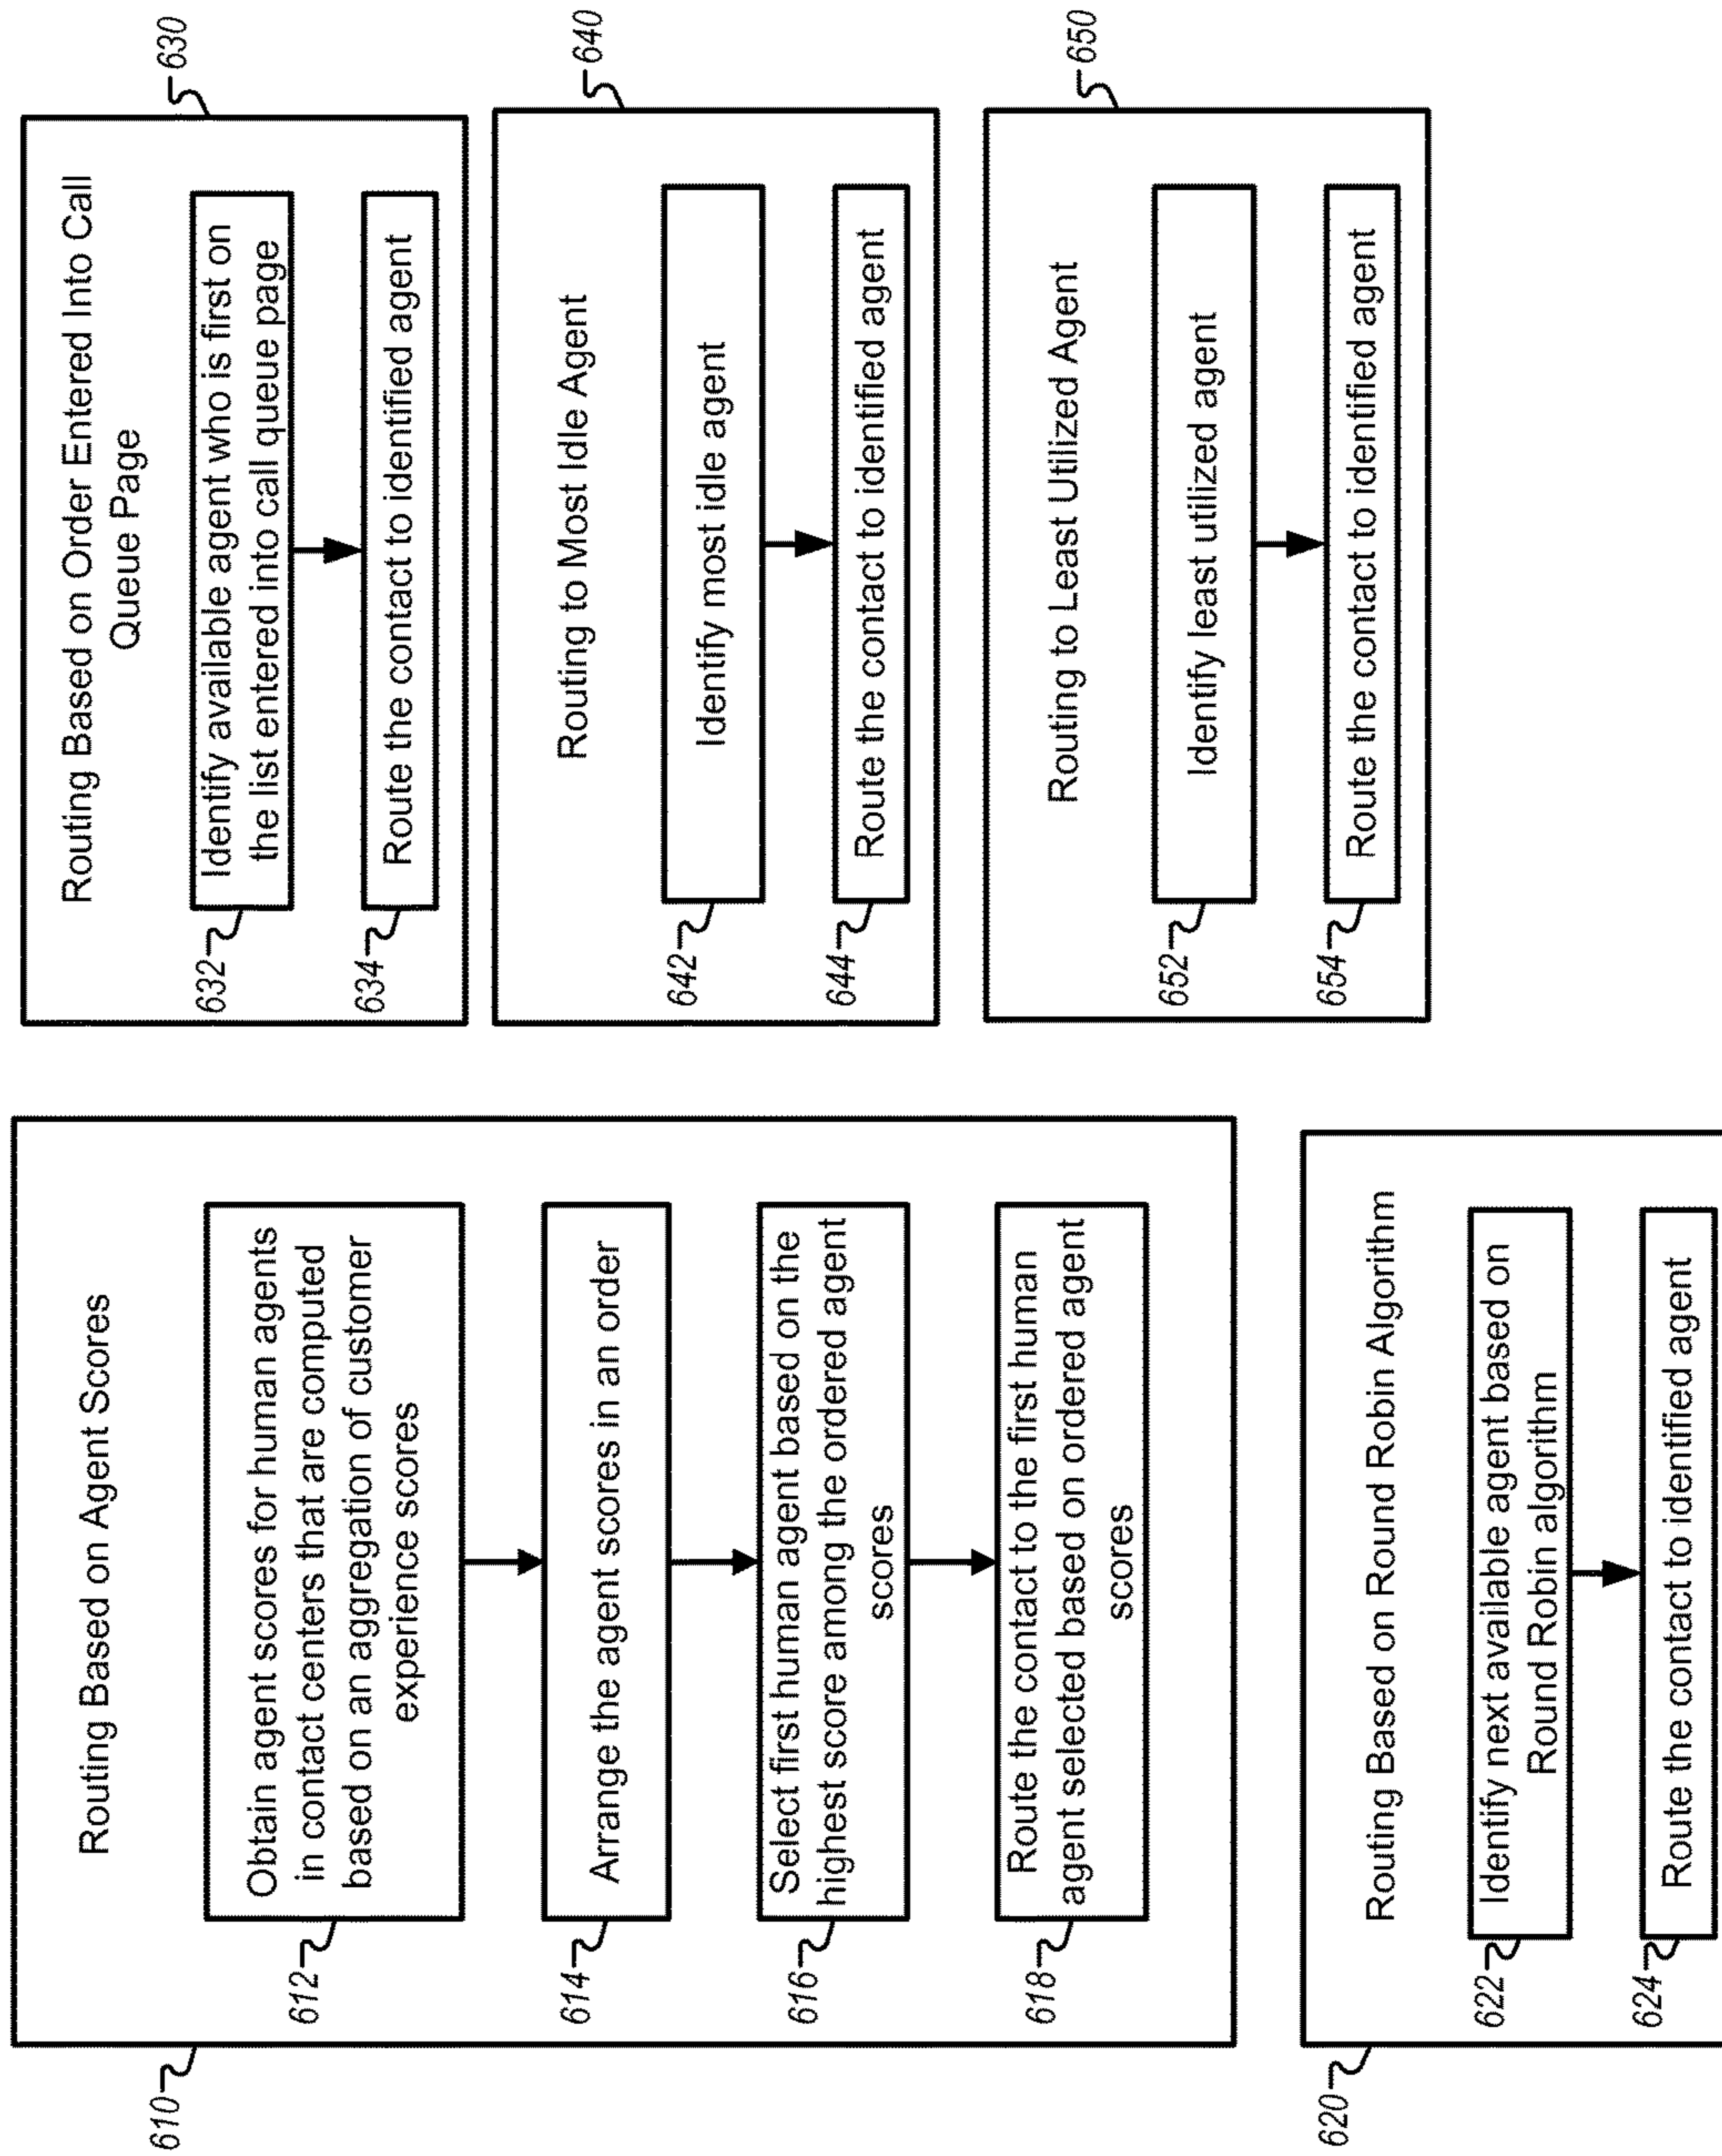 610
Routing Based on Agent Scores
612
Obtain agent scores for human agents
in contact centers that are computed
based on an aggregation of customer
experience scores
614
Arrange the agent scores in an order
616
Select first human agent based on the
highest score among the ordered agent
scores
618
Route the contact to the first human
agent selected based on ordered agent
scores
620
Routing Based on Round Robin Algorithm
622
Identify next available agent based on
Round Robin algorithm
624
Route the contact to identified agent
630
Routing Based on Order Entered Into Call
Queue Page
632
Identify available agent who is first on
the list entered into call queue page
634
Route the contact to identified agent
640
Routing to Most Idle Agent
642
Identify most idle agent
644
Route the contact to identified agent
650
Routing to Least Utilized Agent
652
Identify least utilized agent
654
Route the contact to identified agent